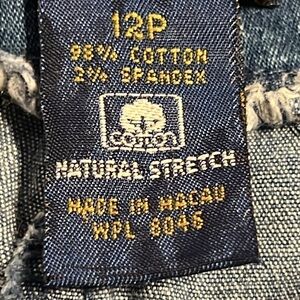 12P
98% COTTON
2% SPANDEX
cotton
NATURAL STRETCH
MADE IN MACAU
WPL 8046